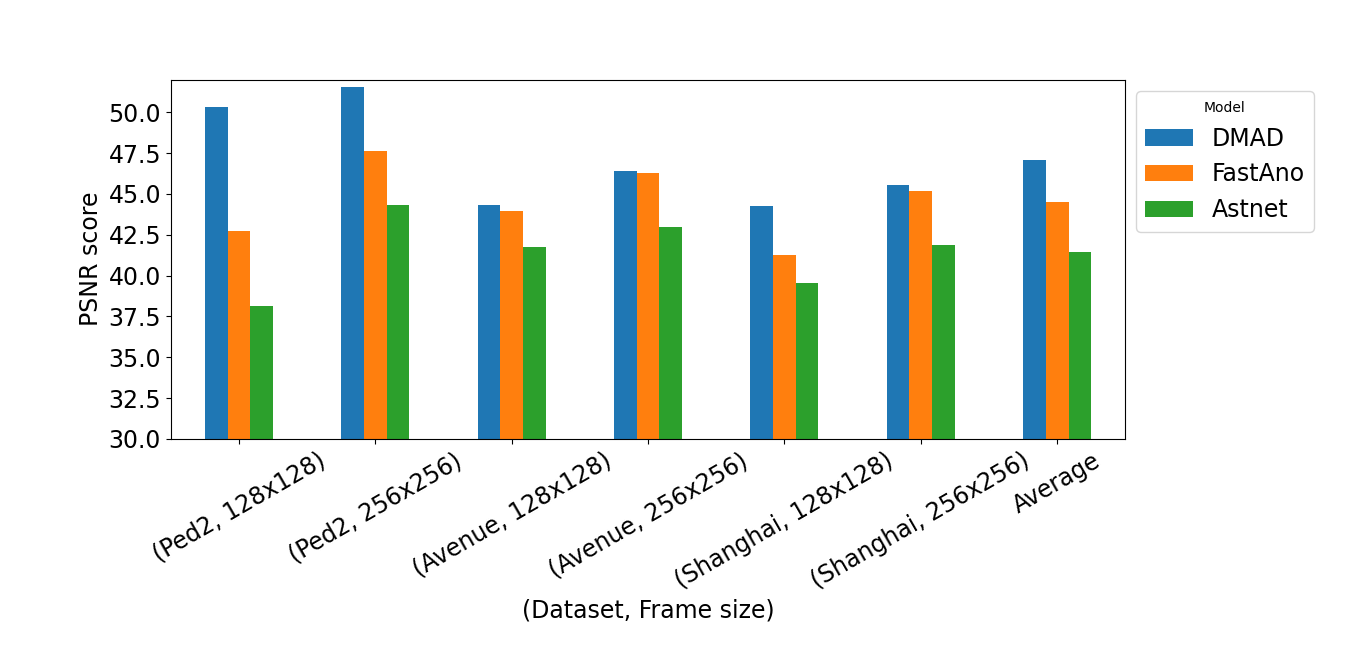 PSNR score
50.0
47.5
45.0
42.5
40.0
37.5
35.0
32.5
30.0
(Ped2, 128x128)
(Ped2, 256x256)
(Avenue, 128x128)
(Avenue, 256x256)
(Shanghai, 128x128)
(Shanghai, 256x256)
Average
(Dataset, Frame size)
Model
DMAD
FastAno
Astnet